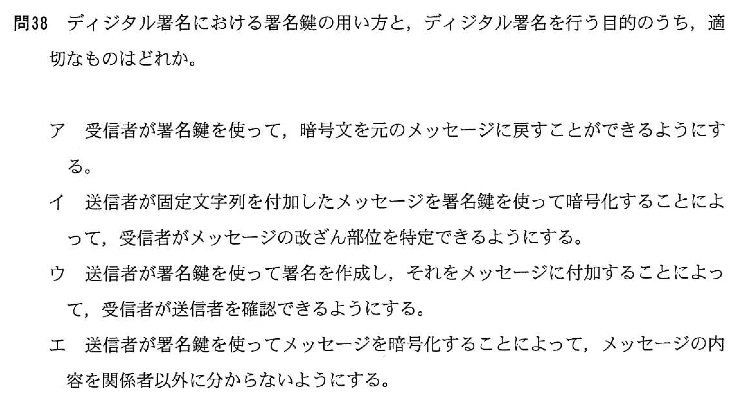 問38 ディジタル署名における署名鍵の用い方と，ディジタル署名を行う目的のうち，適
切なものはどれか。
ア 受信者が署名鍵を使って，暗号文を元のメッセージに戻すことができるようにす
る。
イ 送信者が固定文字列を付加したメッセージを署名鍵を使って暗号化することによ
って，受信者がメッセージの改ざん部位を特定できるようにする。
ウ 送信者が署名鍵を使って署名を作成し，それをメッセージに付加することによっ
て，受信者が送信者を確認できるようにする。
エ 送信者が署名鍵を使ってメッセージを暗号化することによって，メッセージの内
容を関係者以外に分からないようにする。